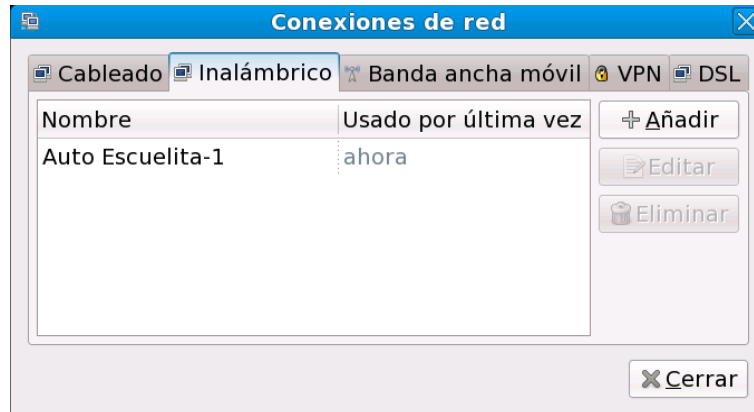 Conexiones de red
Cableado Inalámbrico Banda ancha móvil VPN DSL
Nombre Usado por última vez Añadir
Auto Escuelita-1 ahora Editar
Eliminar
Cerrar